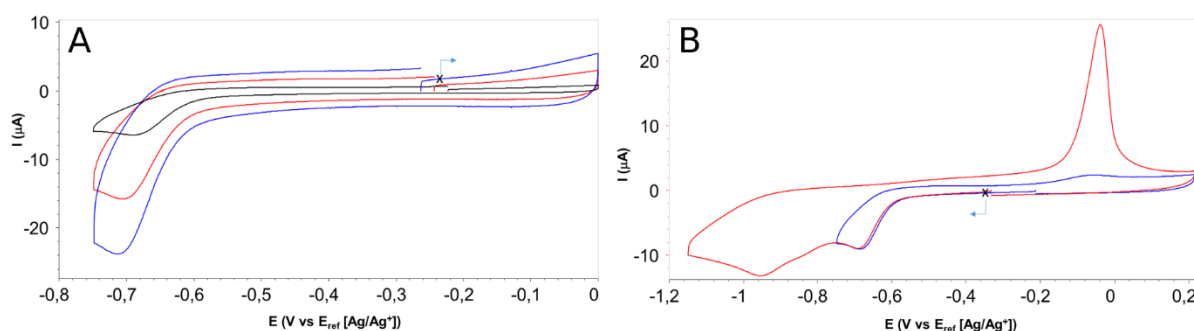 A
10
0
-10
-20
I (µA)
X
-0,8 -0,7 -0,6 -0,5 -0,4 -0,3 -0,2 -0,1 0
E (V vs E_ref [Ag/Ag⁺])
B
20
10
0
-10
I (µA)
X
-1,2 -1 -0,8 -0,6 -0,4 -0,2 0 0,2
E (V vs E_ref [Ag/Ag⁺])